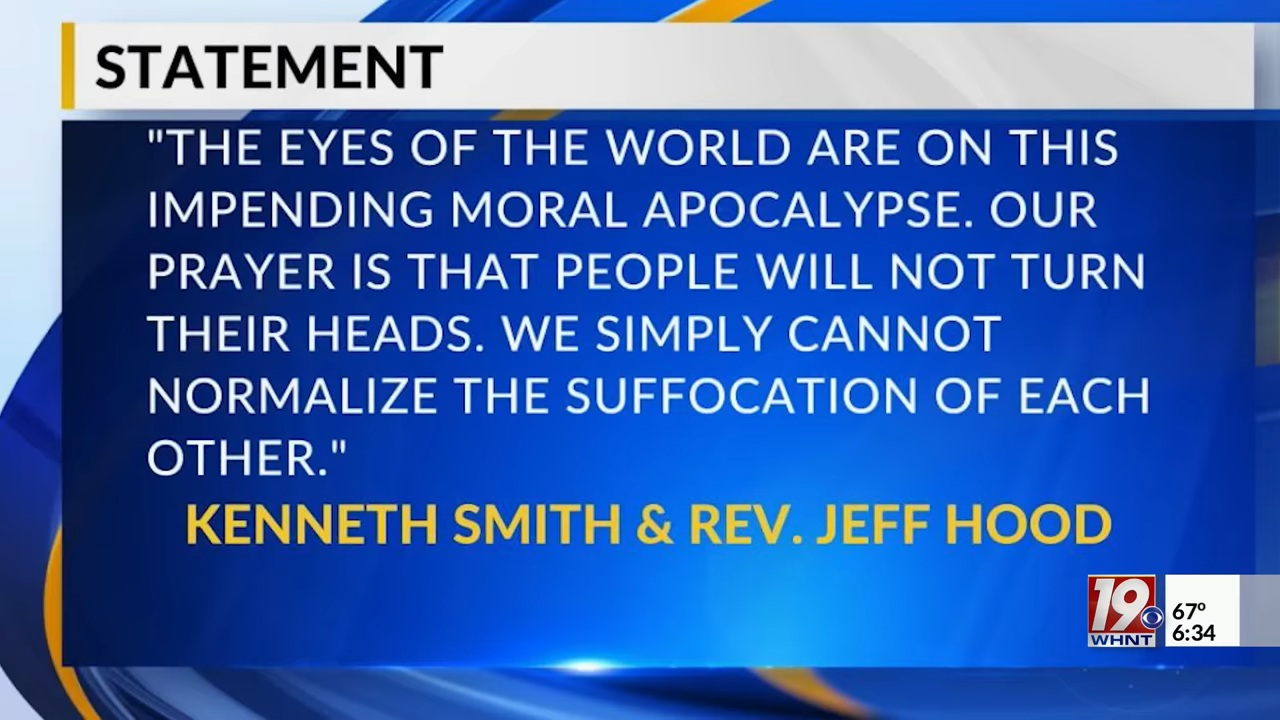 STATEMENT
"THE EYES OF THE WORLD ARE ON THIS
IMPENDING MORAL APOCALYPSE. OUR
PRAYER IS THAT PEOPLE WILL NOT TURN
THEIR HEADS. WE SIMPLY CANNOT
NORMALIZE THE SUFFOCATION OF EACH
OTHER."
KENNETH SMITH & REV. JEFF HOOD
19
WHNT
67º
6:34